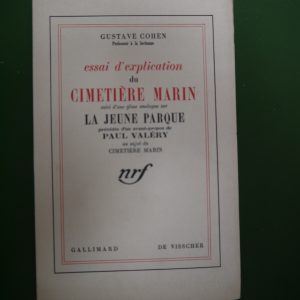 GUSTAVE COHEN
Professeur à la Sorbonne
essai d'explication
du
CIMETIÈRE MARIN
suivi d'une glose analogue sur
LA JEUNE PARQUE
précédés d'un avant-propos de
PAUL VALÉRY
au sujet du
CIMETIÈRE MARIN
nrf
GALLIMARD DE VISSCHER